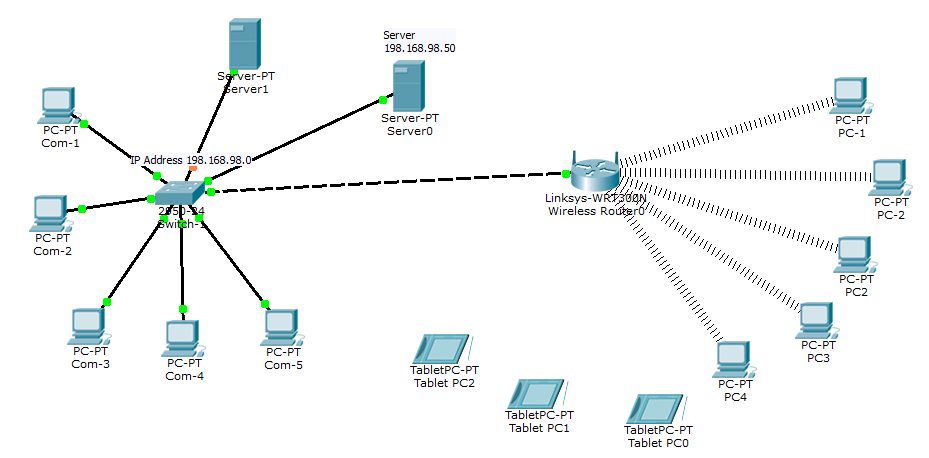 Server
198.168.98.50
Server-PT
Server1
Server-PT
Server0
PC-PT
Com-1
IP Address 198.168.98.0
2950-24
Switch-1
PC-PT
Com-2
PC-PT
Com-3
PC-PT
Com-4
PC-PT
Com-5
Linksys-WRT300N
Wireless Router0
PC-PT
PC-1
PC-PT
PC-2
PC-PT
PC2
PC-PT
PC3
PC-PT
PC4
TabletPC-PT
Tablet PC2
TabletPC-PT
Tablet PC1
TabletPC-PT
Tablet PC0